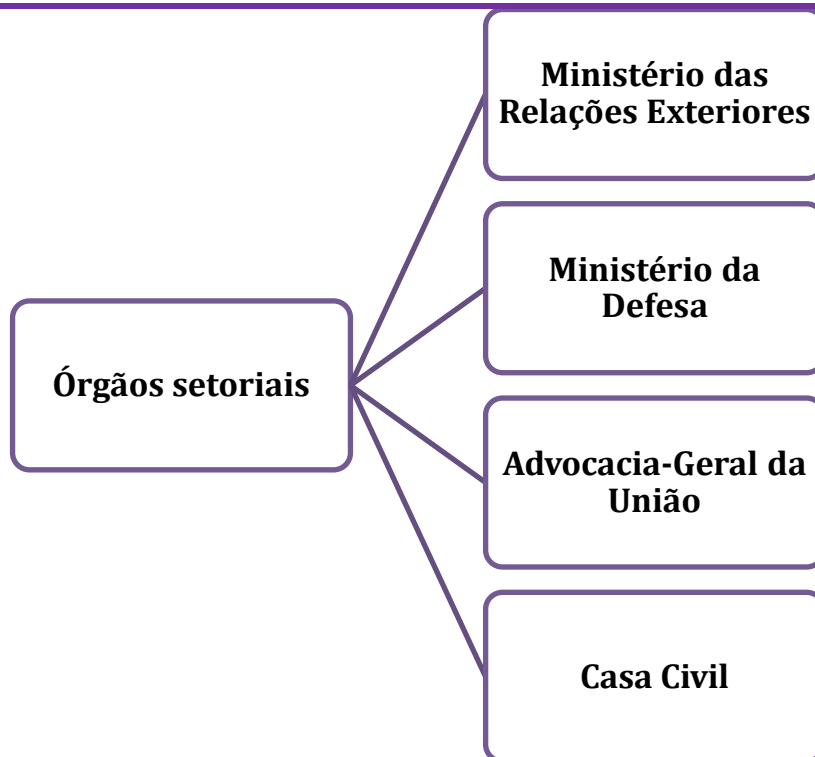 Ministério das
Relações Exteriores
Ministério da
Defesa
Órgãos setoriais
Advocacia-Geral da
União
Casa Civil